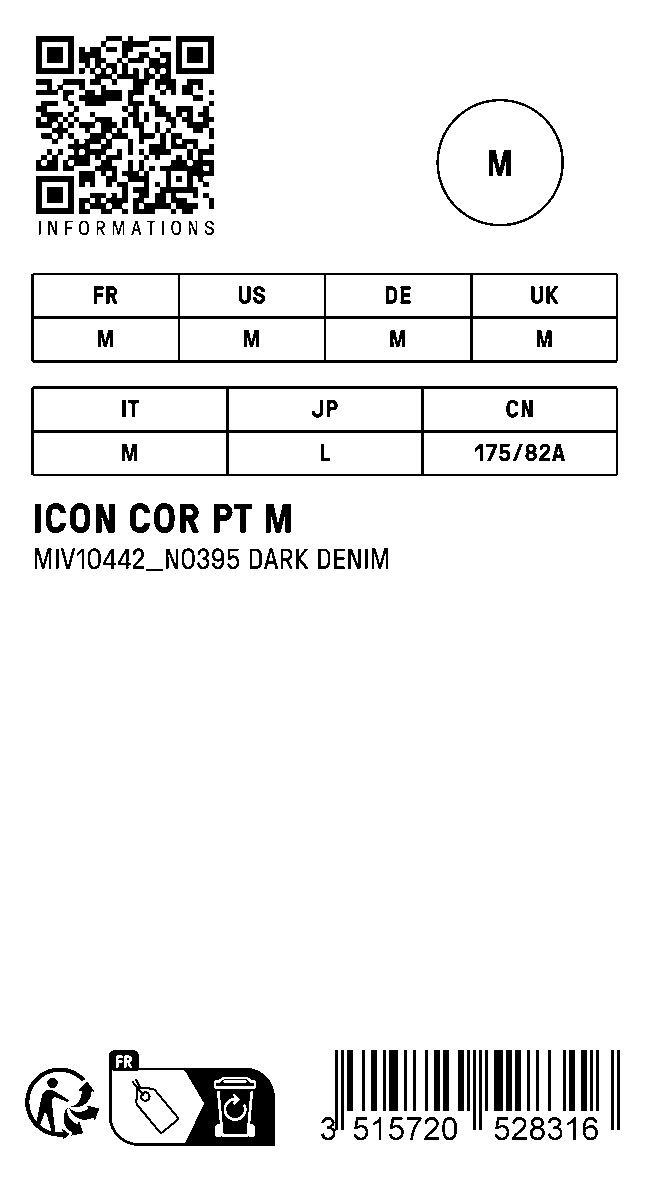 M
INFORMATIONS
FR US DE UK
M M M M
IT JP CN
M L 175/82A
ICON COR PT M
MIV10442_N0395 DARK DENIM
FR
3 515720 528316